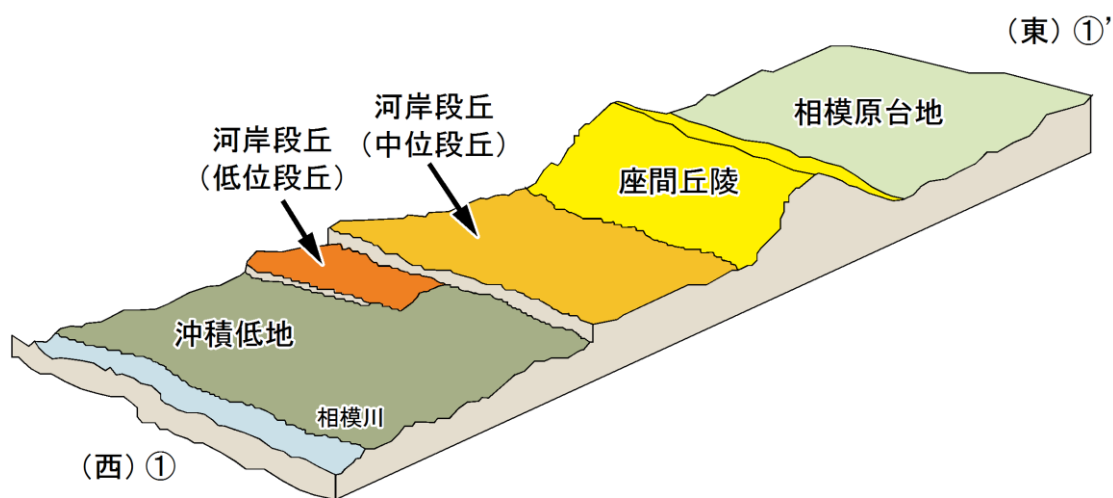 （東）①’
相模原台地
河岸段丘
（中位段丘）
河岸段丘
（低位段丘）
座間丘陵
沖積低地
相模川
（西）①